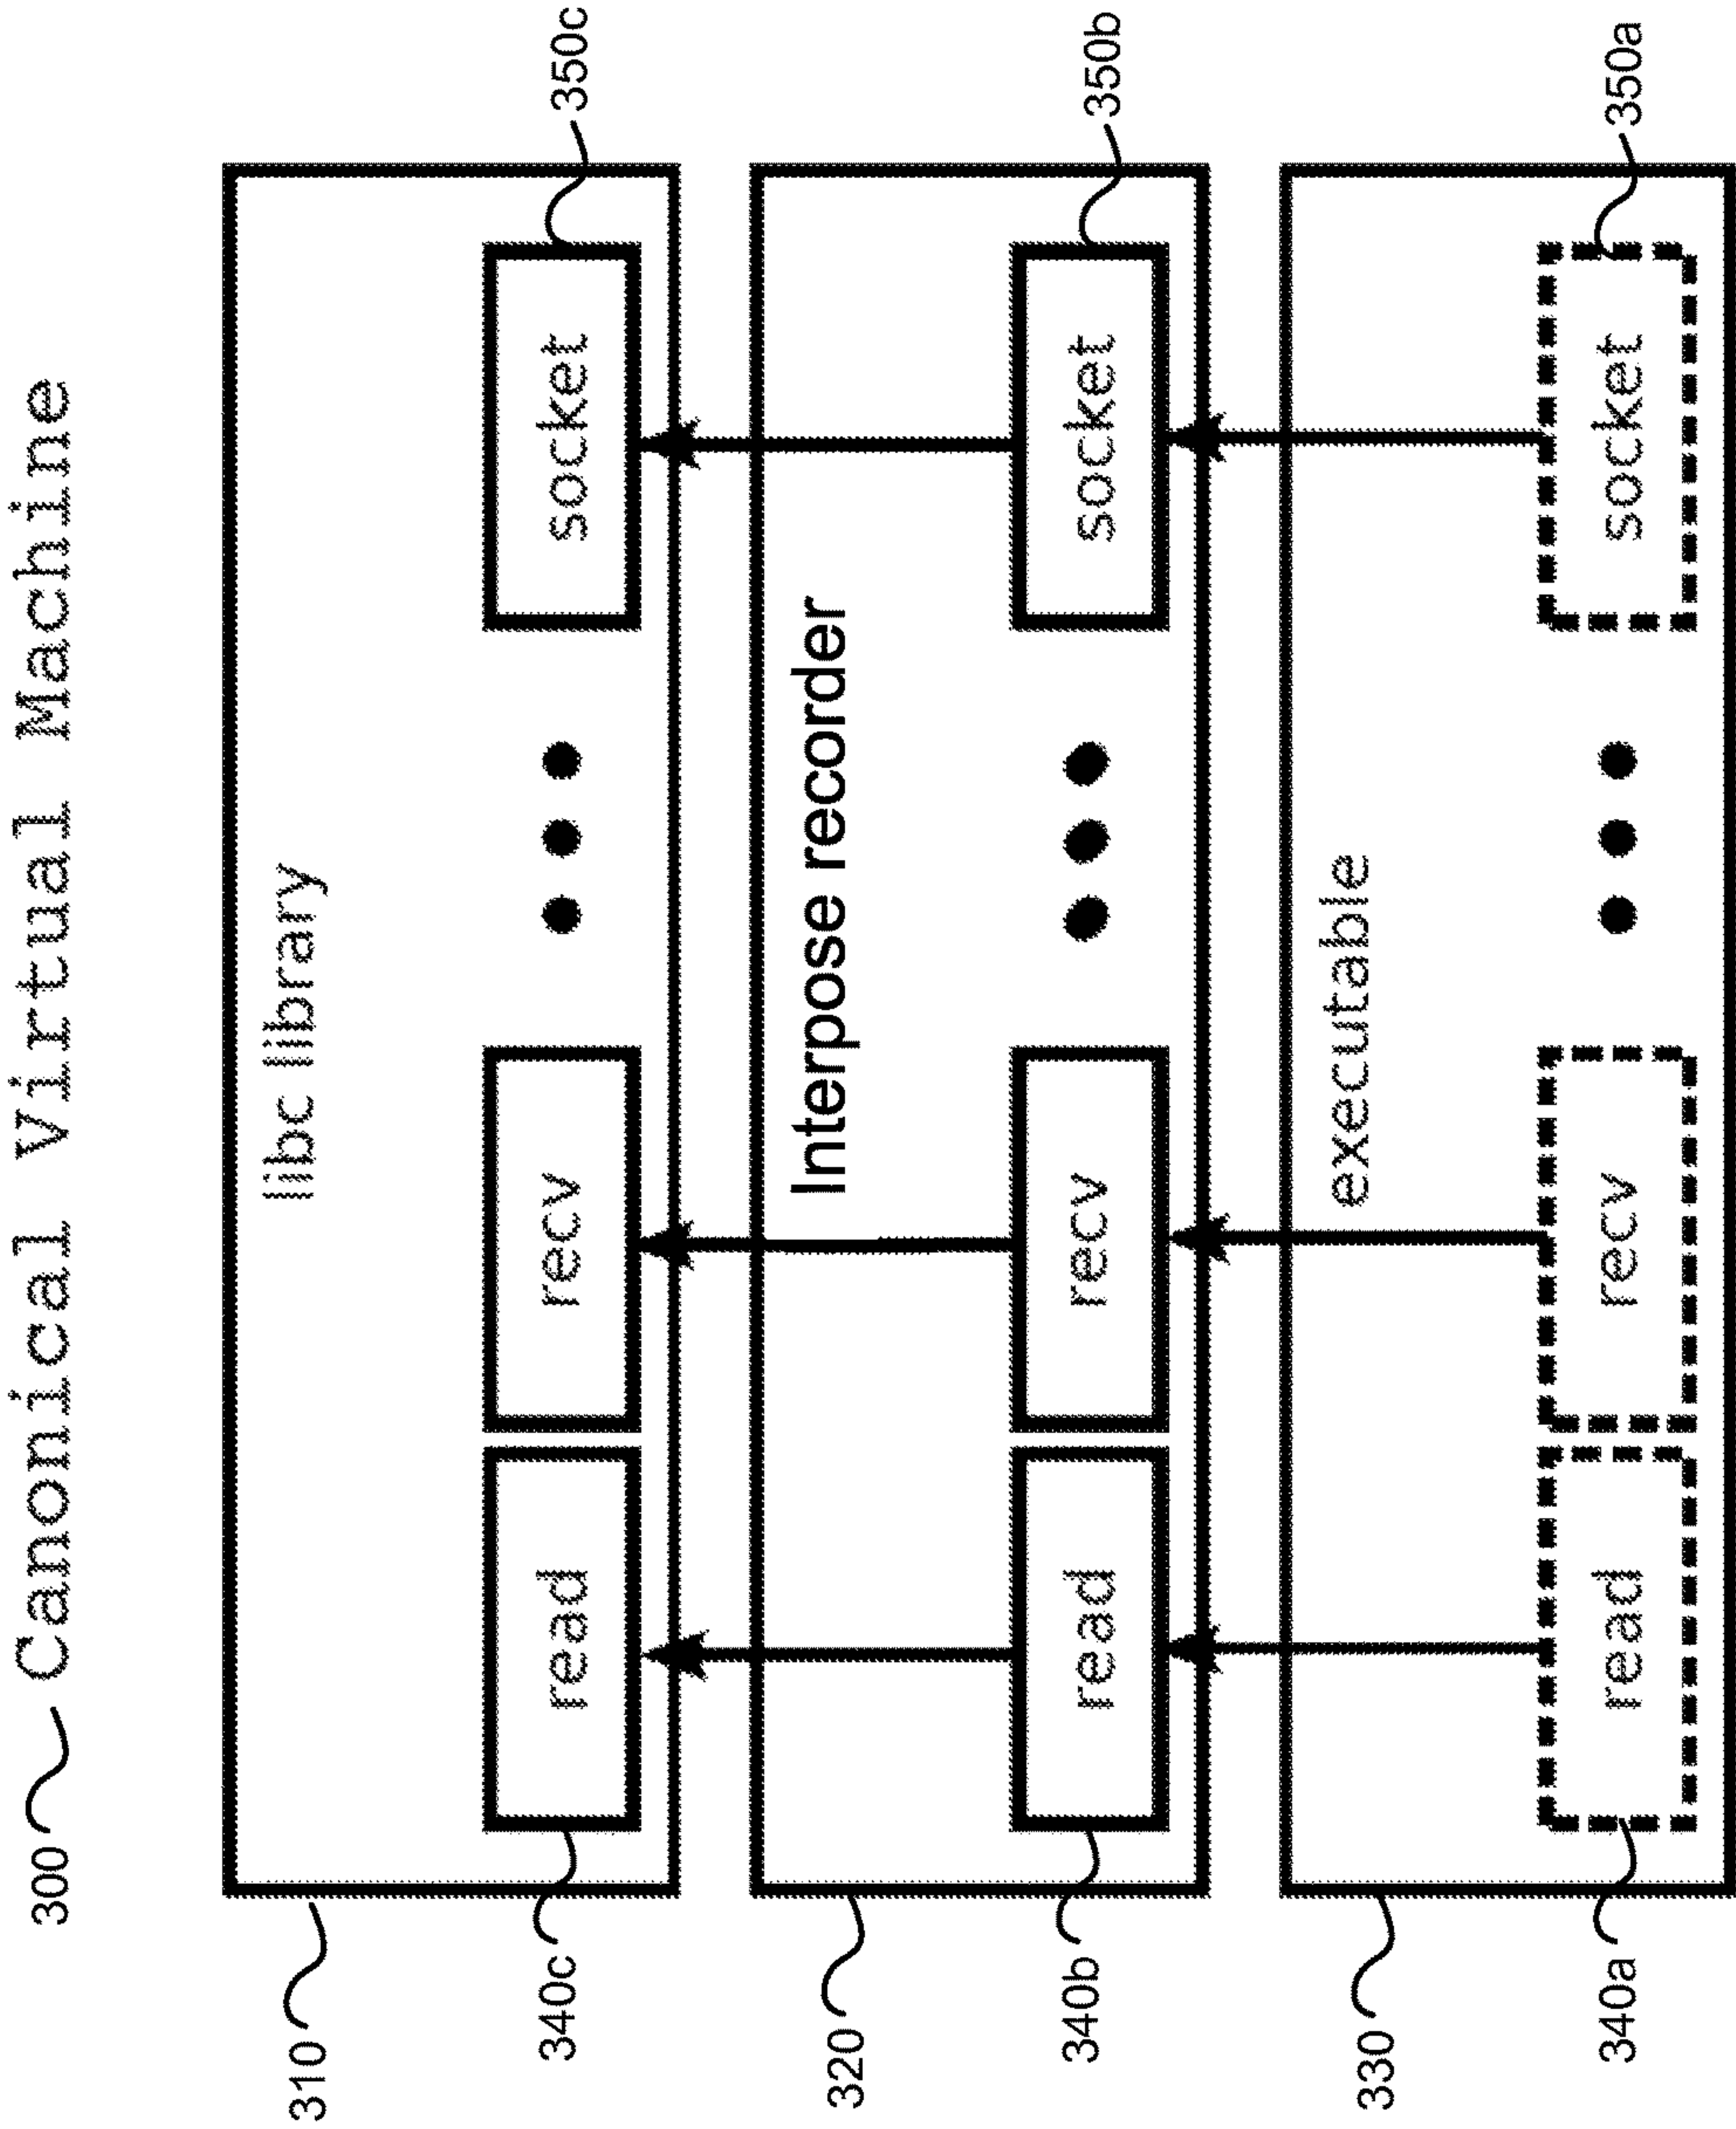 300 Canonical Virtual Machine
310
libc library
340c
read
recv
socket
350c
320
Interpose recorder
340b
read
recv
socket
350b
330
executable
340a
read
recv
socket
350a